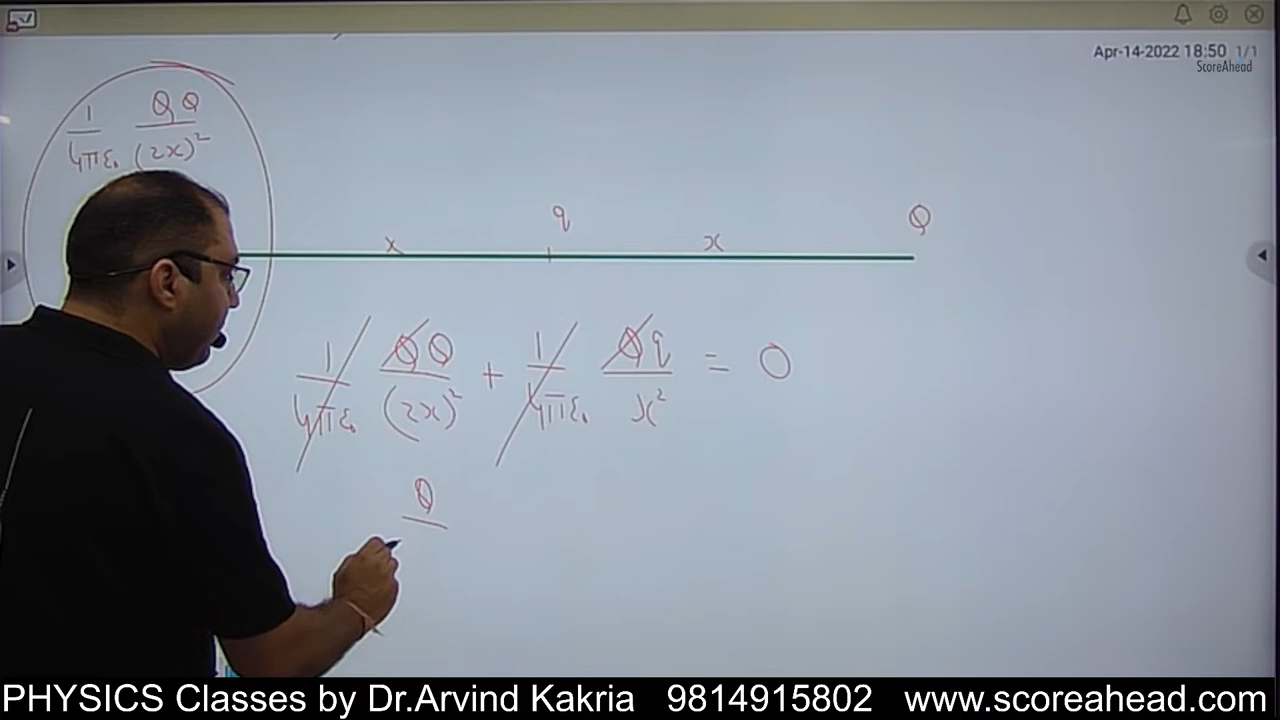 Apr-14-2022 18:50 1/1
ScoreAhead
1/4πε₀ QQ/(2x)²
q Q
x x
1/4πε₀ QQ/(2x)² + 1/4πε₀ Qq/x² = 0
Q
PHYSICS Classes by Dr.Arvind Kakria 9814915802 www.scoreahead.com